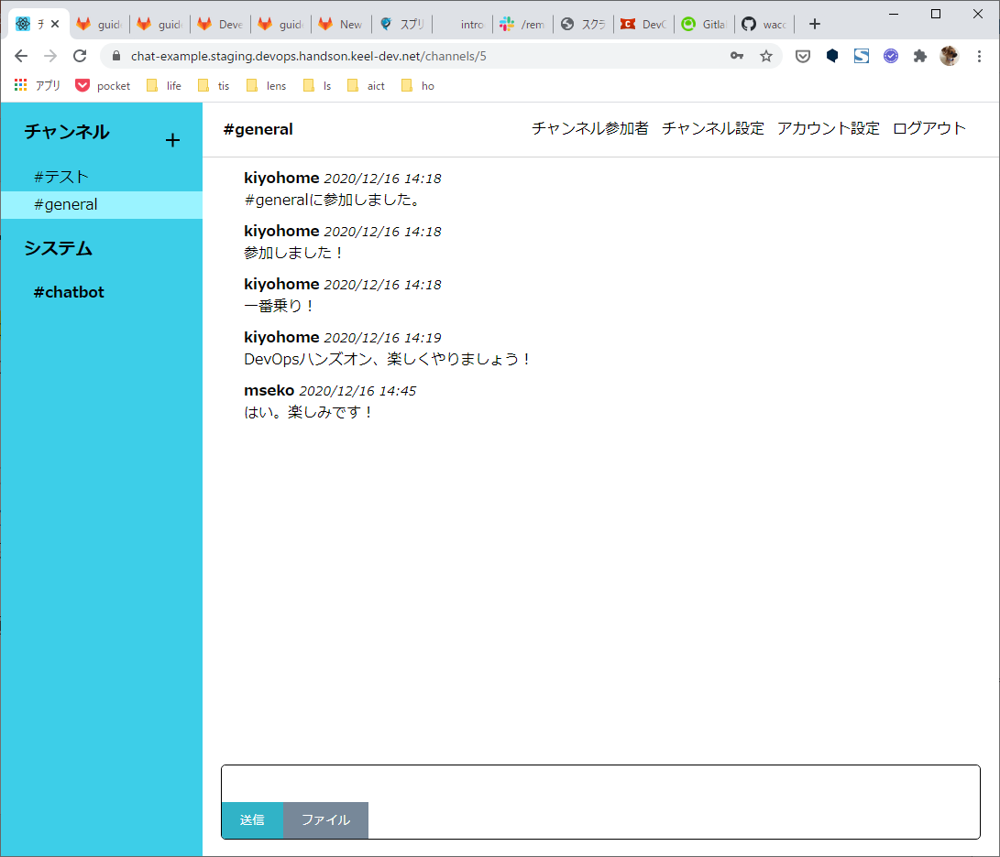 チ
guid
guid
Deve
guid
New
スプリ
intro
/rem
スクラ
DevO
Gitla
wacc
chat-example.staging.devops.handson.keel-dev.net/channels/5
アプリ
pocket
life
tis
lens
ls
aict
ho
チャンネル
+
#テスト
#general
システム
#chatbot
#general
チャンネル参加者 チャンネル設定 アカウント設定 ログアウト
kiyohome 2020/12/16 14:18
#generalに参加しました。
kiyohome 2020/12/16 14:18
参加しました！
kiyohome 2020/12/16 14:18
一番乗り！
kiyohome 2020/12/16 14:19
DevOpsハンズオン、楽しくやりましょう！
mseko 2020/12/16 14:45
はい。楽しみです！
送信 ファイル